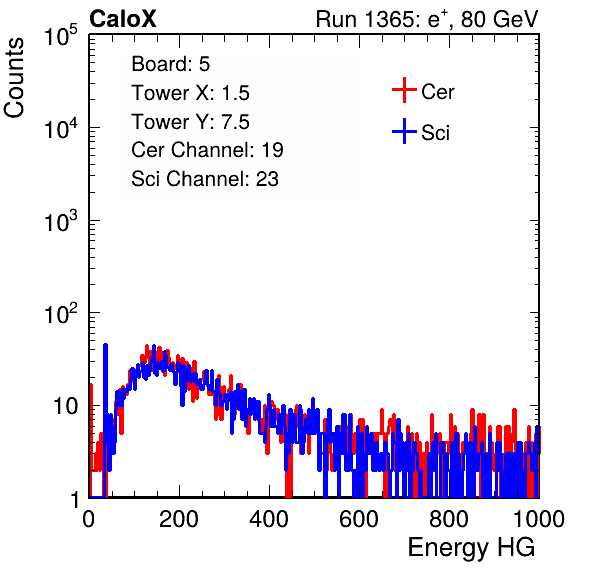 CaloX Run 1365: e⁺, 80 GeV
Counts
10⁵
10⁴
10³
10²
10
1
Board: 5
Tower X: 1.5
Tower Y: 7.5
Cer Channel: 19
Sci Channel: 23
Cer
Sci
0 200 400 600 800 1000
Energy HG